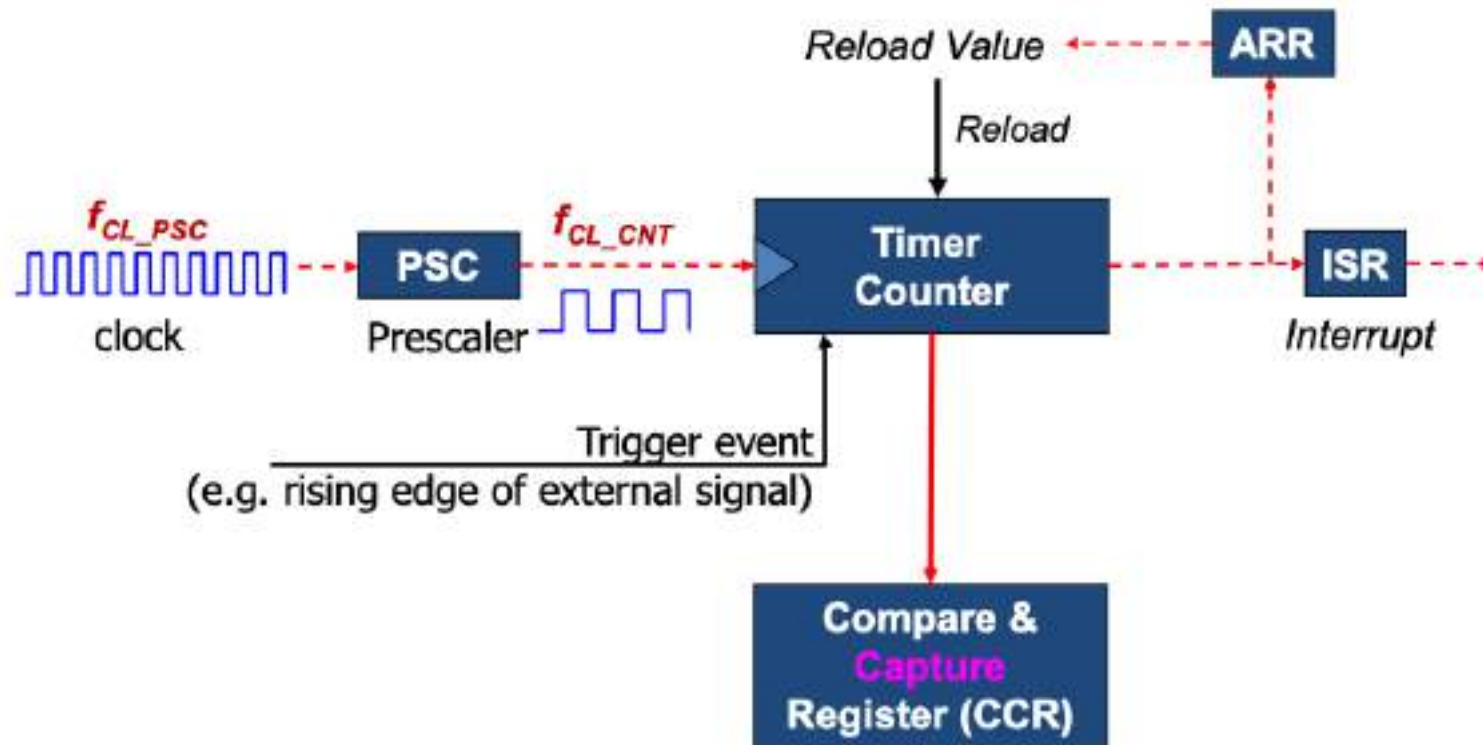 Reload Value
ARR
Reload
f_CL_PSC
f_CL_CNT
PSC
Timer
Counter
ISR
clock
Prescaler
Interrupt
Trigger event
(e.g. rising edge of external signal)
Compare &
Capture
Register (CCR)